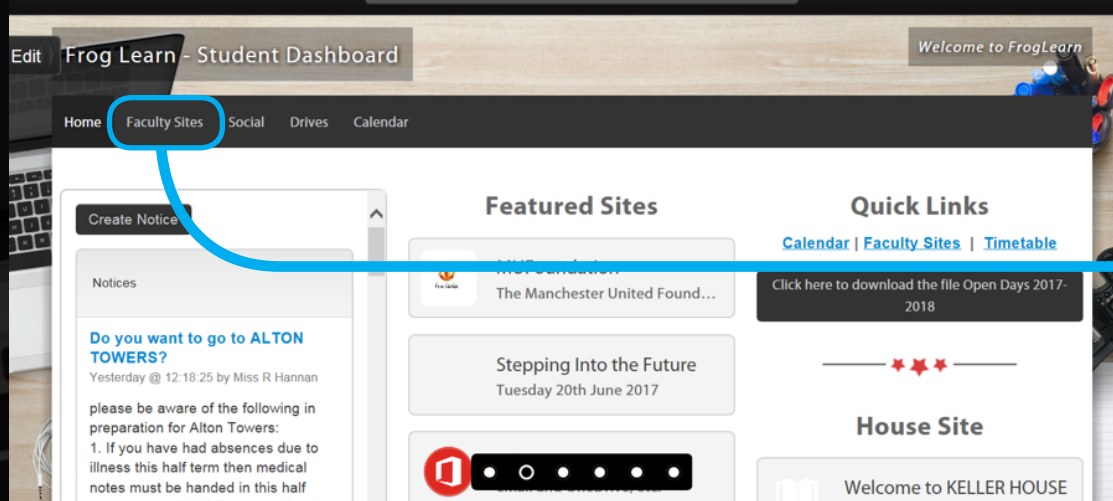 Edit
Frog Learn - Student Dashboard
Welcome to FrogLearn
Home Faculty Sites Social Drives Calendar
Create Notice
Notices
Do you want to go to ALTON
TOWERS?
Yesterday @ 12:18:25 by Miss R Hannan
please be aware of the following in
preparation for Alton Towers:
1. If you have had absences due to
illness this half term then medical
notes must be handed in this half
Featured Sites
MUFoundation
The Manchester United Found...
Stepping Into the Future
Tuesday 20th June 2017
Quick Links
Calendar | Faculty Sites | Timetable
Click here to download the file Open Days 2017-
2018
House Site
Welcome to KELLER HOUSE